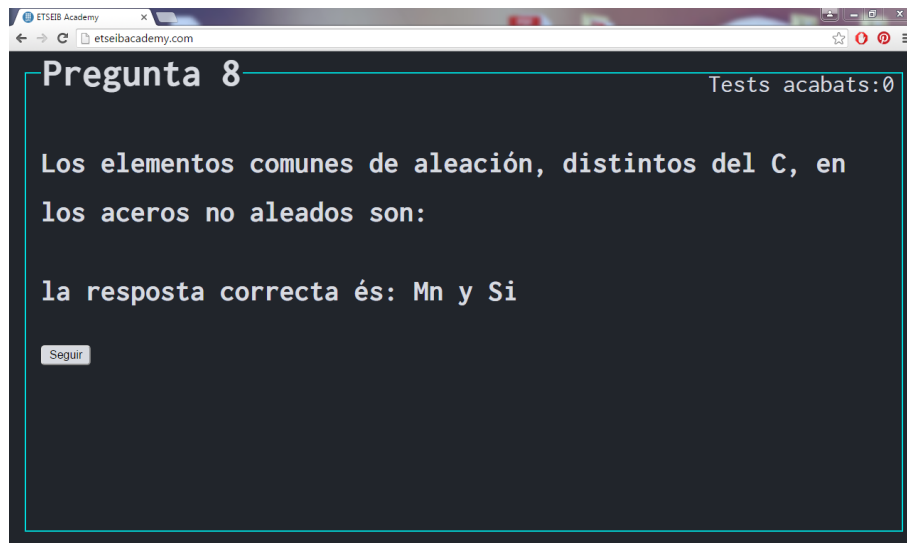 ETSEIB Academy
etseibacademy.com
Pregunta 8
Tests acabats:0
Los elementos comunes de aleación, distintos del C, en
los aceros no aleados son:
la resposta correcta és: Mn y Si
Seguir